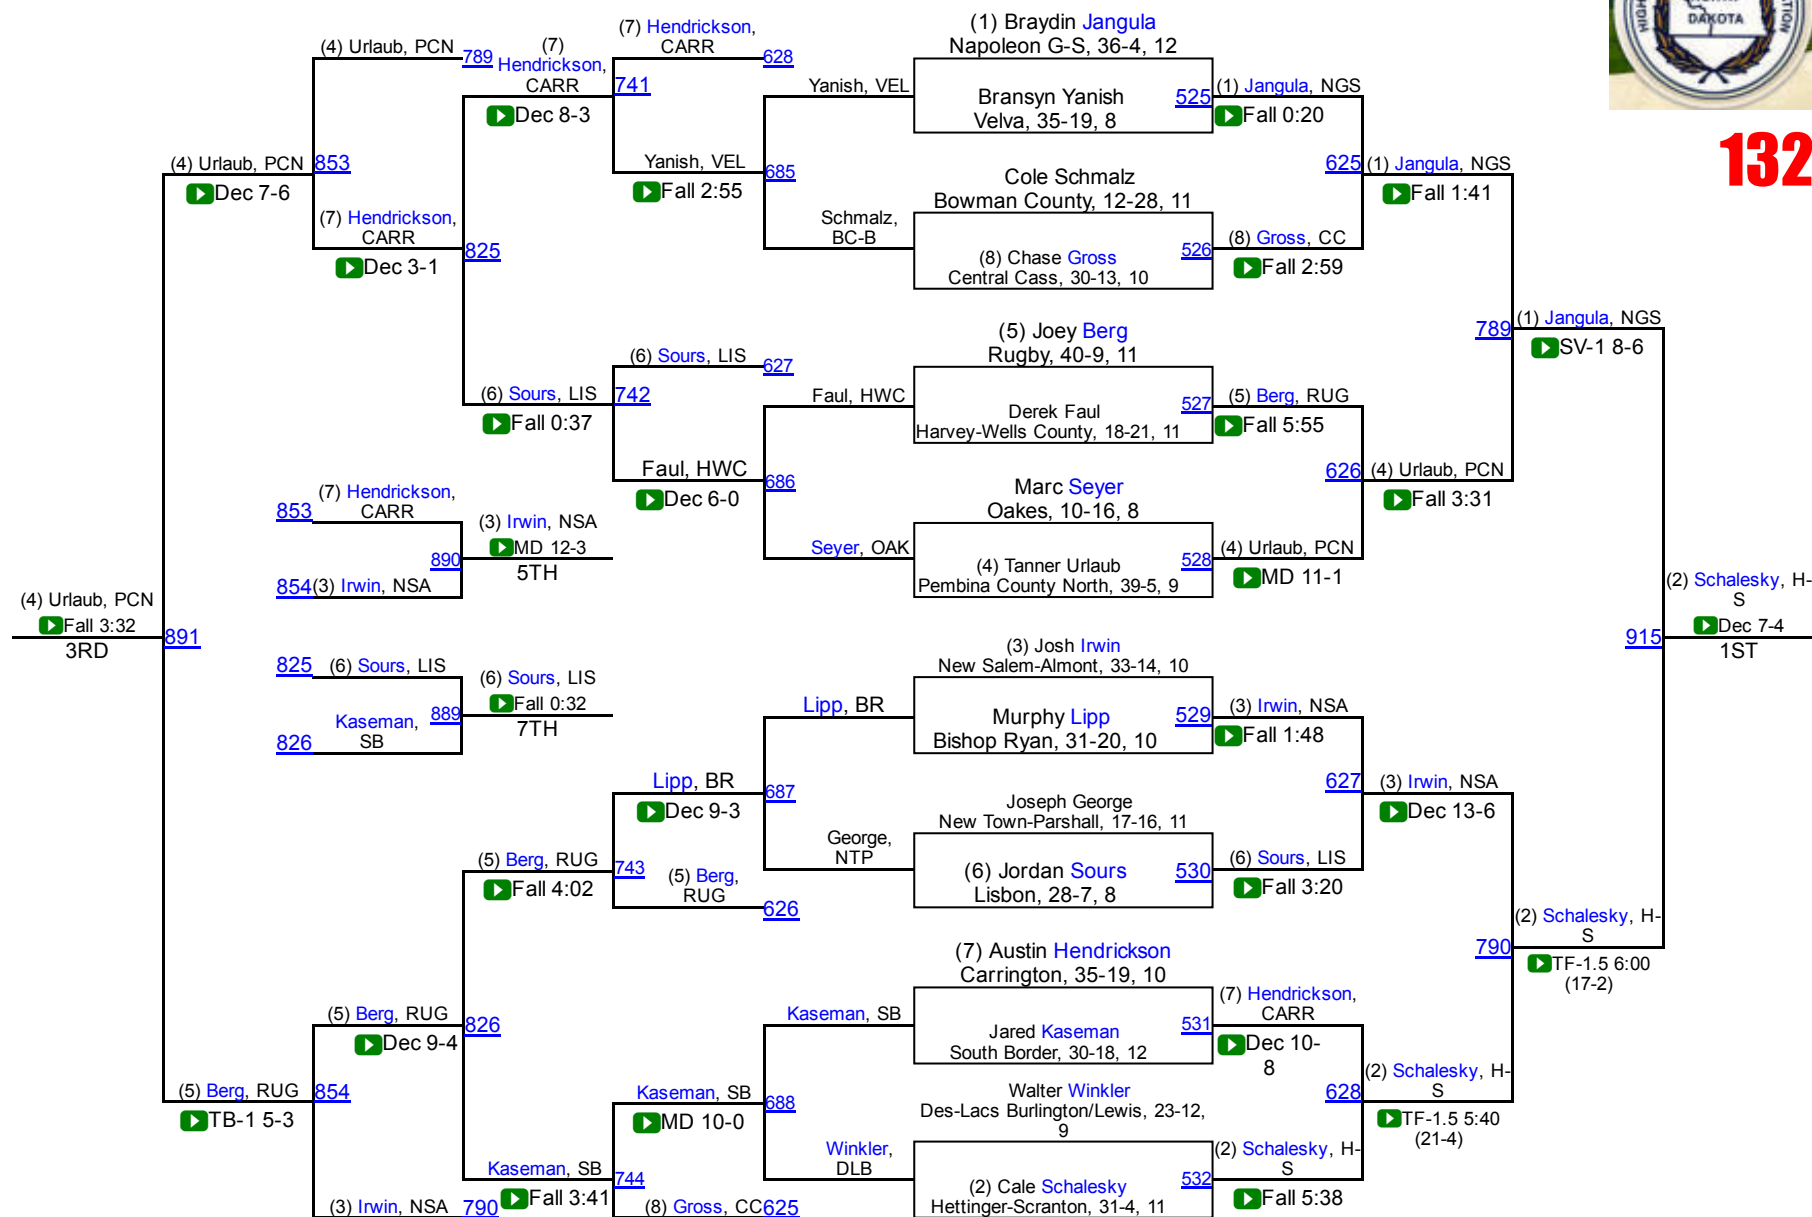 DAKOTA
132
(4) Urlaub, PCN
789
(7)
Hendrickson,
CARR
Dec 8-3
(7) Hendrickson,
CARR
628
741
Yanish, VEL
Fall 2:55
685
(4) Urlaub, PCN
Dec 7-6
853
(7) Hendrickson,
CARR
Dec 3-1
825
(6) Sours, LIS
Fall 0:37
(6) Sours, LIS
627
742
Faul, HWC
Dec 6-0
686
Yanish, VEL
Schmalz,
BC-B
Faul, HWC
Seyer, OAK
(1) Braydin Jangula
Napoleon G-S, 36-4, 12
Bransyn Yanish
Velva, 35-19, 8
525
Cole Schmalz
Bowman County, 12-28, 11
(8) Chase Gross
Central Cass, 30-13, 10
526
(5) Joey Berg
Rugby, 40-9, 11
Derek Faul
Harvey-Wells County, 18-21, 11
527
Marc Seyer
Oakes, 10-16, 8
(4) Tanner Urlaub
Pembina County North, 39-5, 9
528
(1) Jangula, NGS
Fall 0:20
625
(8) Gross, CC
Fall 2:59
(1) Jangula, NGS
Fall 1:41
(5) Berg, RUG
Fall 5:55
626
(4) Urlaub, PCN
MD 11-1
(4) Urlaub, PCN
Fall 3:31
789
(1) Jangula, NGS
SV-1 8-6
853
(7) Hendrickson,
CARR
890
854
(3) Irwin, NSA
(3) Irwin, NSA
MD 12-3
5TH
(4) Urlaub, PCN
Fall 3:32
3RD
891
825
(6) Sours, LIS
889
826
Kaseman,
SB
(6) Sours, LIS
Fall 0:32
7TH
(2) Schalesky, H-
S
Dec 7-4
1ST
915
(3) Josh Irwin
New Salem-Almont, 33-14, 10
Murphy Lipp
Bishop Ryan, 31-20, 10
529
Joseph George
New Town-Parshall, 17-16, 11
(6) Jordan Sours
Lisbon, 28-7, 8
530
(7) Austin Hendrickson
Carrington, 35-19, 10
Jared Kaseman
South Border, 30-18, 12
531
Walter Winkler
Des-Lacs Burlington/Lewis, 23-12,
9
(2) Cale Schalesky
Hettinger-Scranton, 31-4, 11
532
Lipp, BR
George,
NTP
Lipp, BR
Dec 9-3
687
(5) Berg, RUG
Fall 4:02
743
(5) Berg,
RUG
626
(5) Berg, RUG
Dec 9-4
826
(5) Berg, RUG
TB-1 5-3
854
Kaseman, SB
Winkler,
DLB
Kaseman, SB
MD 10-0
688
Kaseman, SB
Fall 3:41
744
(3) Irwin, NSA
790
(8) Gross, CC
625
(3) Irwin, NSA
Fall 1:48
627
(6) Sours, LIS
Fall 3:20
(3) Irwin, NSA
Dec 13-6
(7) Hendrickson,
CARR
Dec 10-
8
628
(2) Schalesky, H-
S
Fall 5:38
(2) Schalesky, H-
S
TF-1.5 5:40
(21-4)
790
(2) Schalesky, H-
S
TF-1.5 6:00
(17-2)